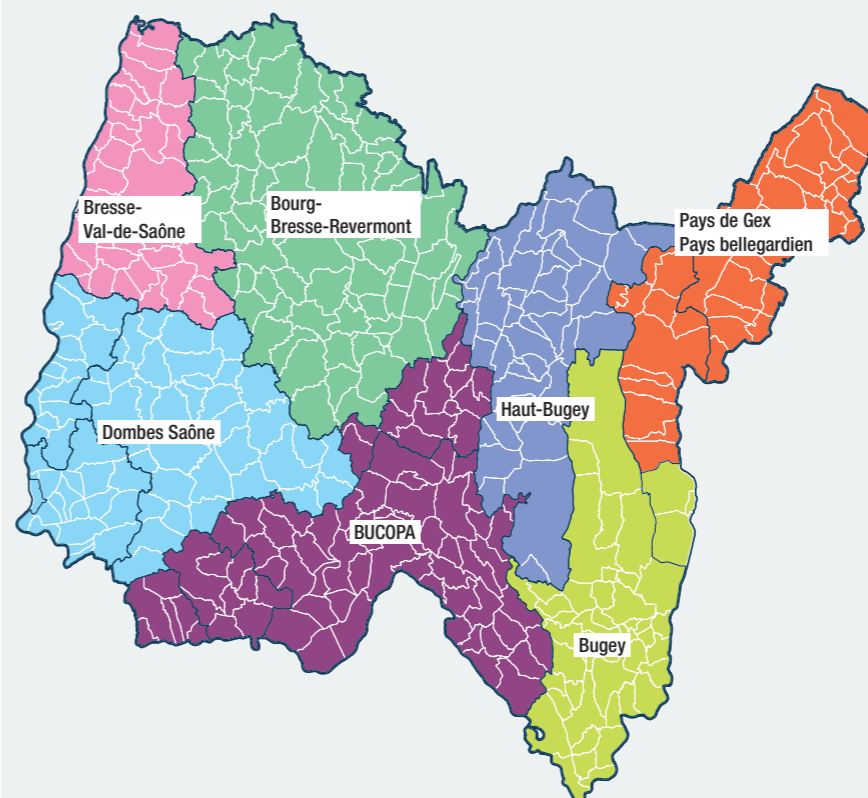 Bresse-
Val-de-Saône
Bourg-
Bresse-Revermont
Pays de Gex
Pays bellegardien
Haut-Bugey
Dombes Saône
BUCOPA
Bugey